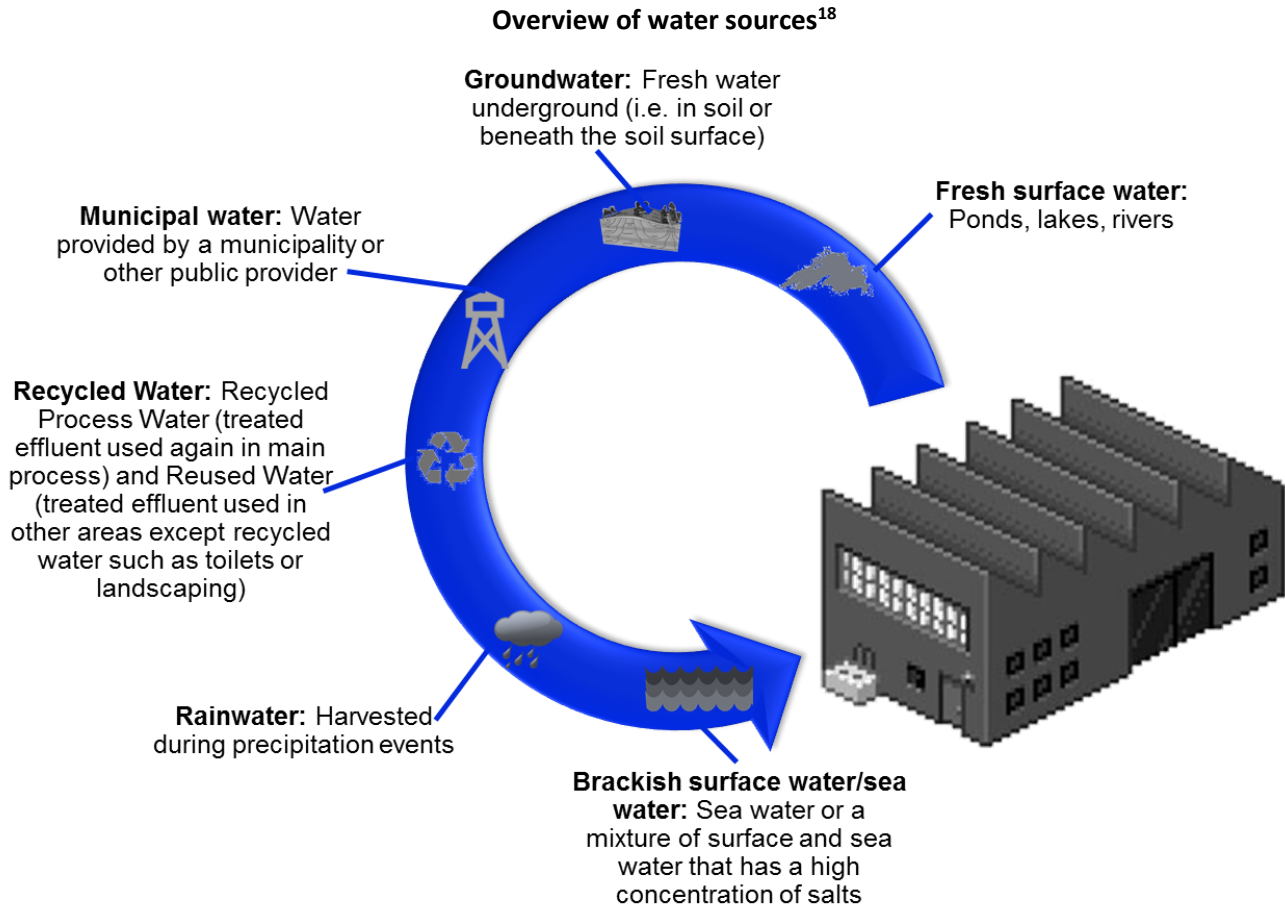 Overview of water sources18
Groundwater: Fresh water
underground (i.e. in soil or
beneath the soil surface)
Fresh surface water:
Ponds, lakes, rivers
Municipal water: Water
provided by a municipality or
other public provider
Recycled Water: Recycled
Process Water (treated
effluent used again in main
process) and Reused Water
(treated effluent used in
other areas except recycled
water such as toilets or
landscaping)
Rainwater: Harvested
during precipitation events
Brackish surface water/sea
water: Sea water or a
mixture of surface and sea
water that has a high
concentration of salts